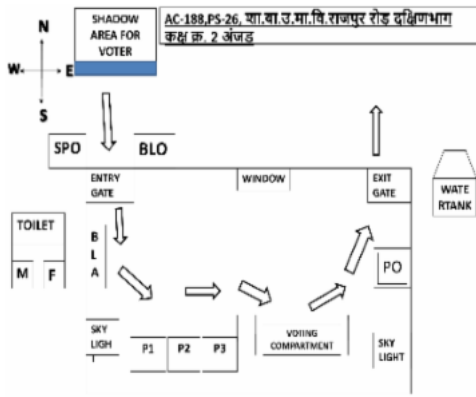 N
W E
S
SHADOW
AREA FOR
VOTER
AC-188,PS-26, शा.बा.उ.मा.वि.राजपुर रोड़ दक्षिणभाग
कक्ष क्र. 2 अंजड
SPO
BLO
ENTRY
GATE
WINDOW
EXIT
GATE
WATE
RTANK
TOILET
M F
B
L
A
PO
SKY
LIGH
T
P1 P2 P3
VOTING
COMPARTMENT
SKY
LIGHT